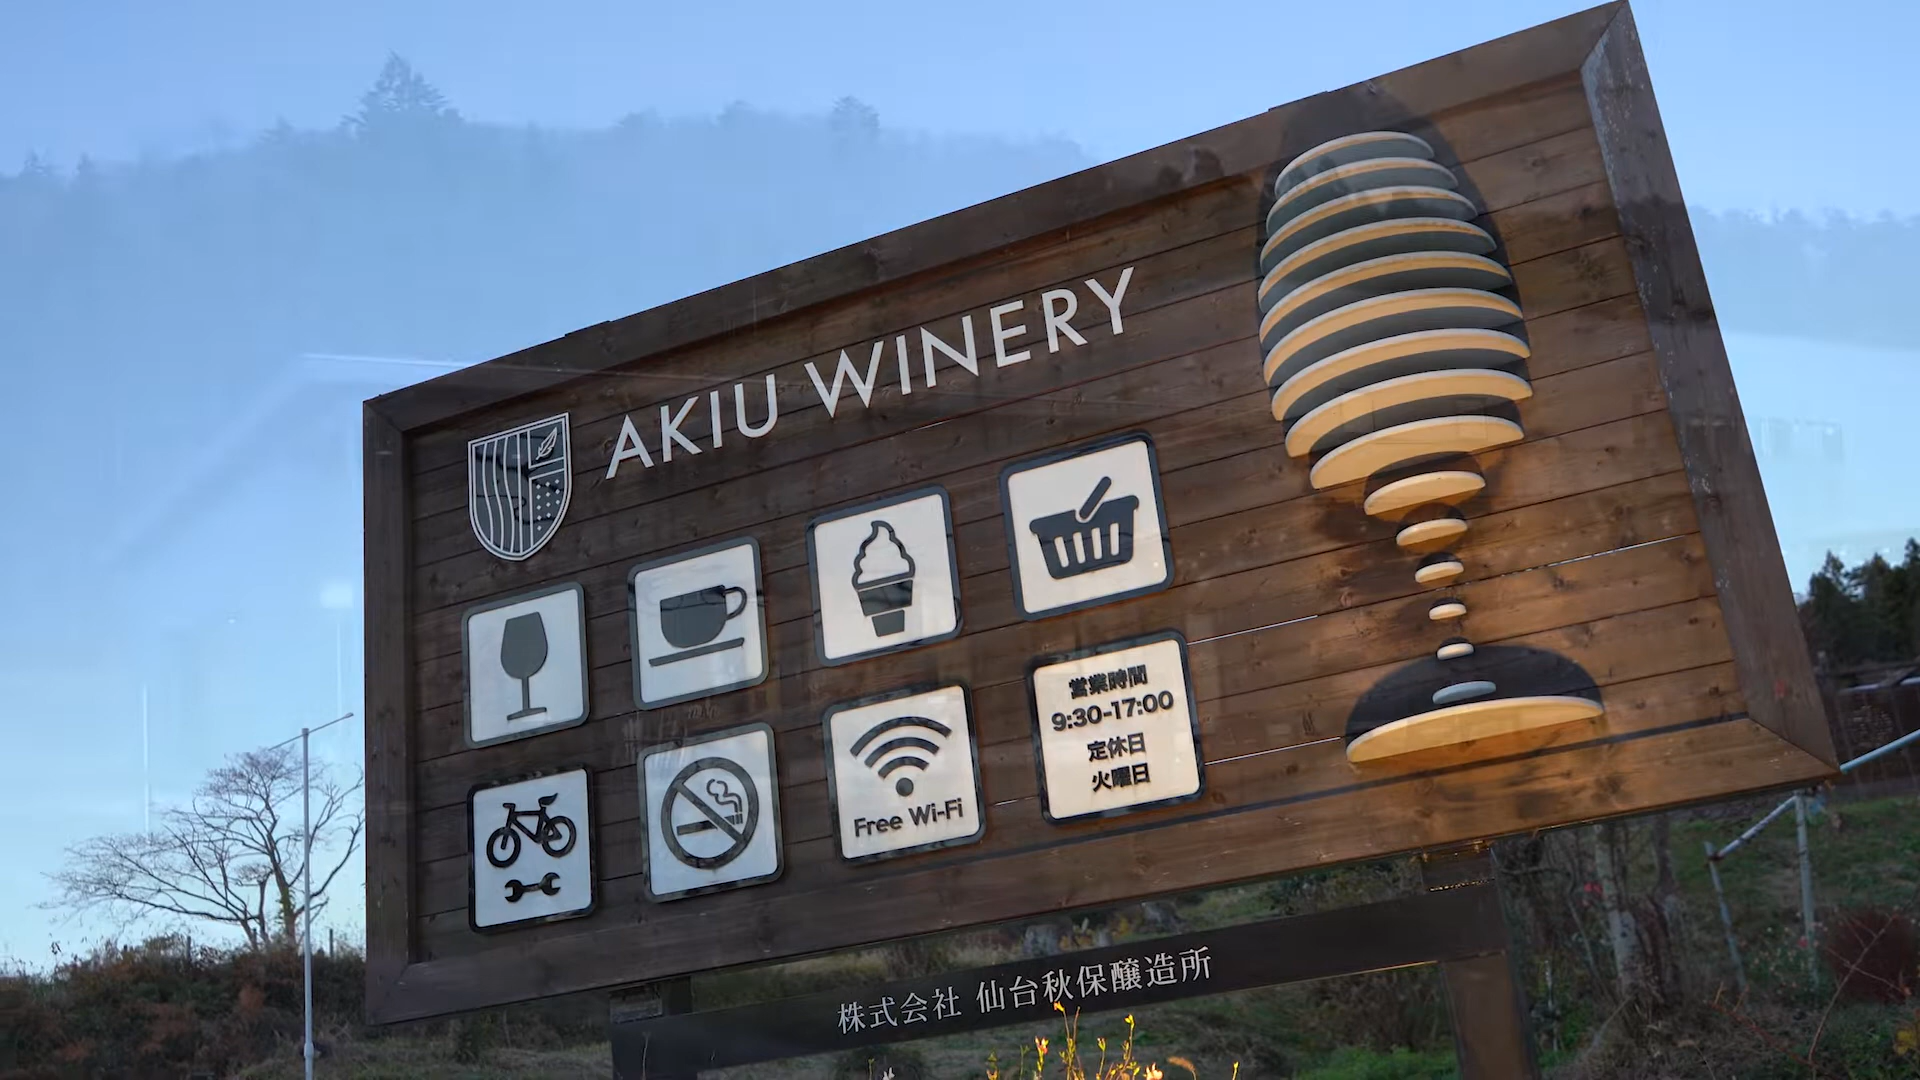 AKIU WINERY
Free Wi-Fi
営業時間
9:30-17:00
定休日
火曜日
株式会社 仙台秋保醸造所